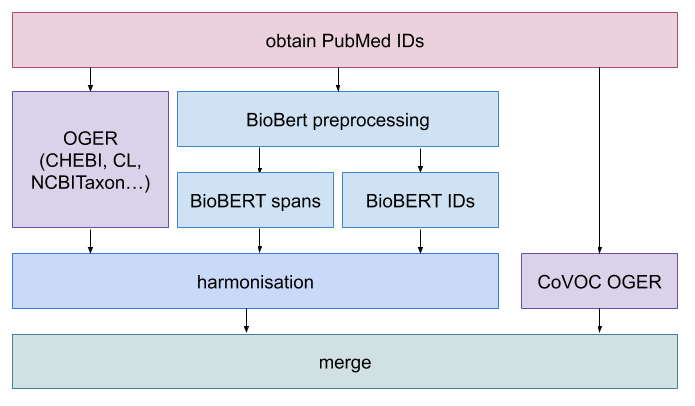 obtain PubMed IDs
OGER
(CHEBI, CL,
NCBITaxon…)
BioBert preprocessing
BioBERT spans
BioBERT IDs
harmonisation
CoVOC OGER
merge